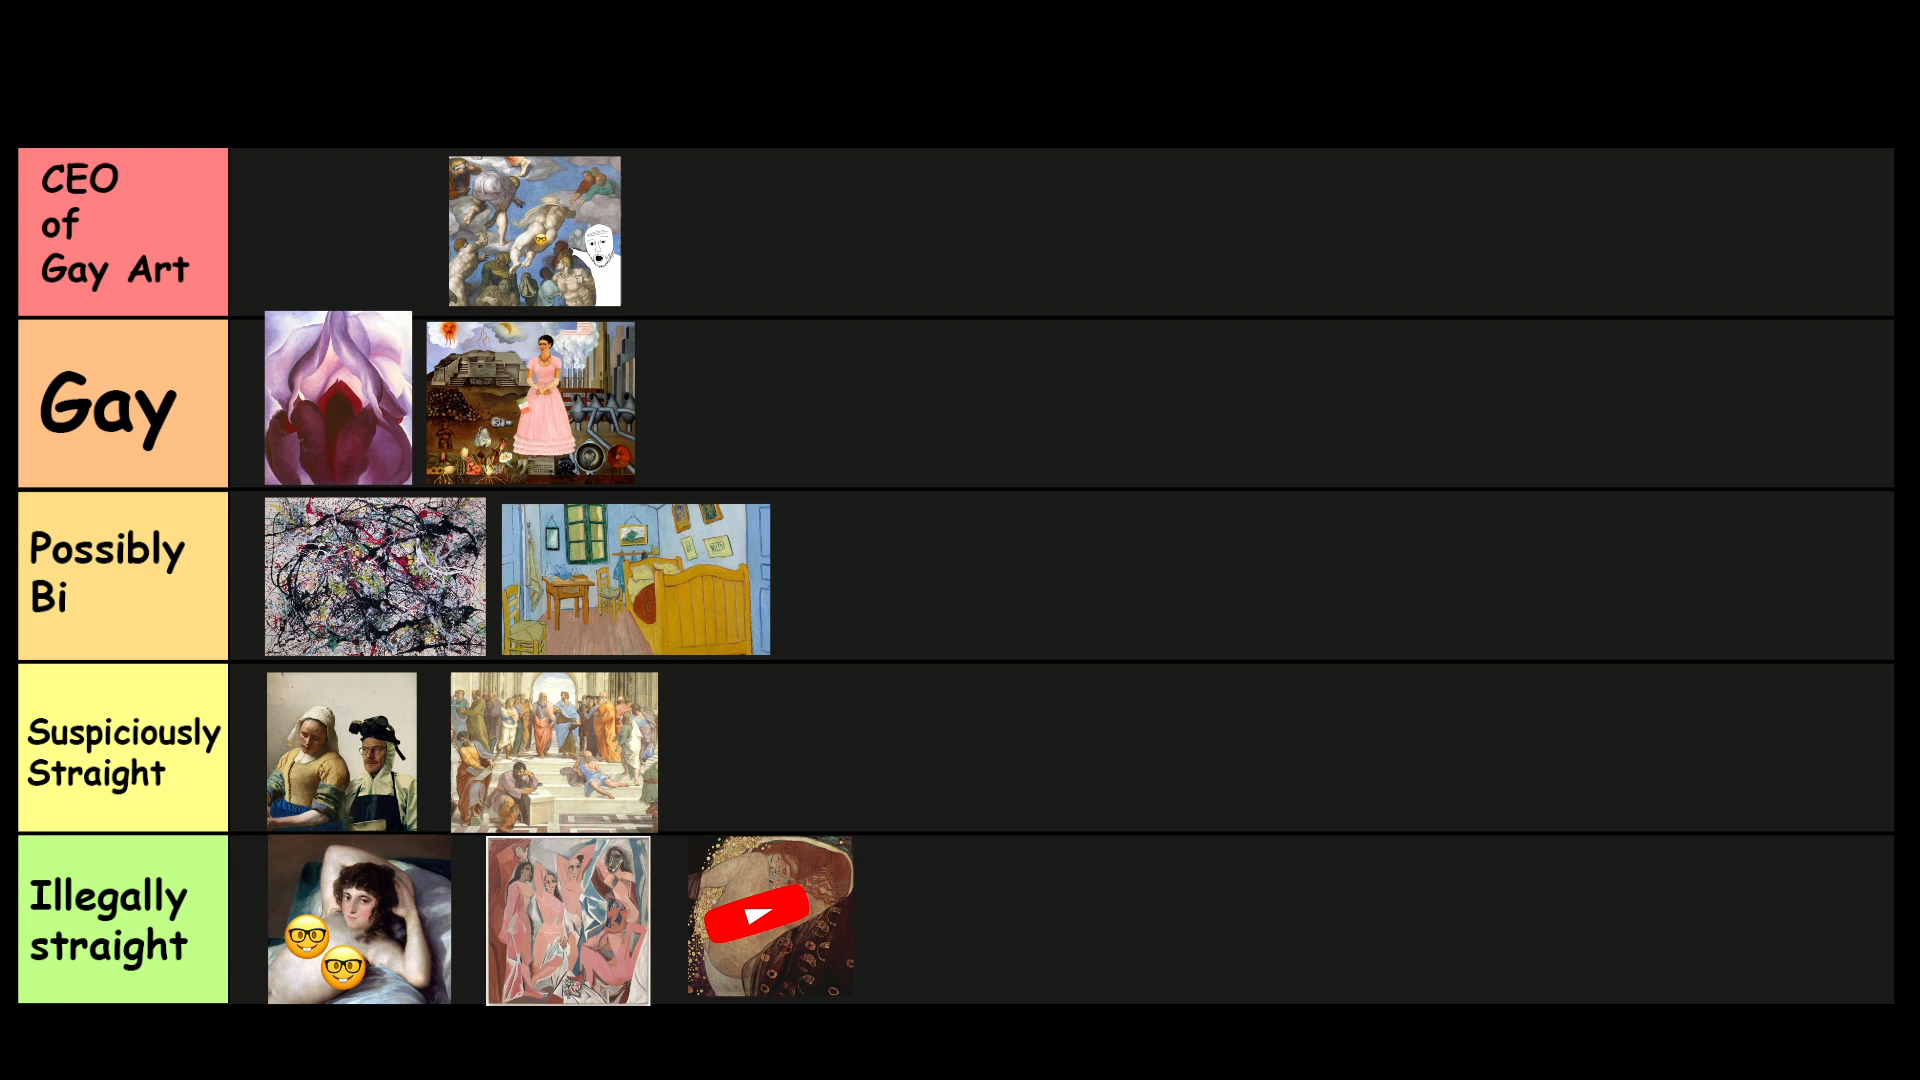 CEO
of
Gay Art
Gay
Possibly
Bi
Suspiciously
Straight
Illegally
straight